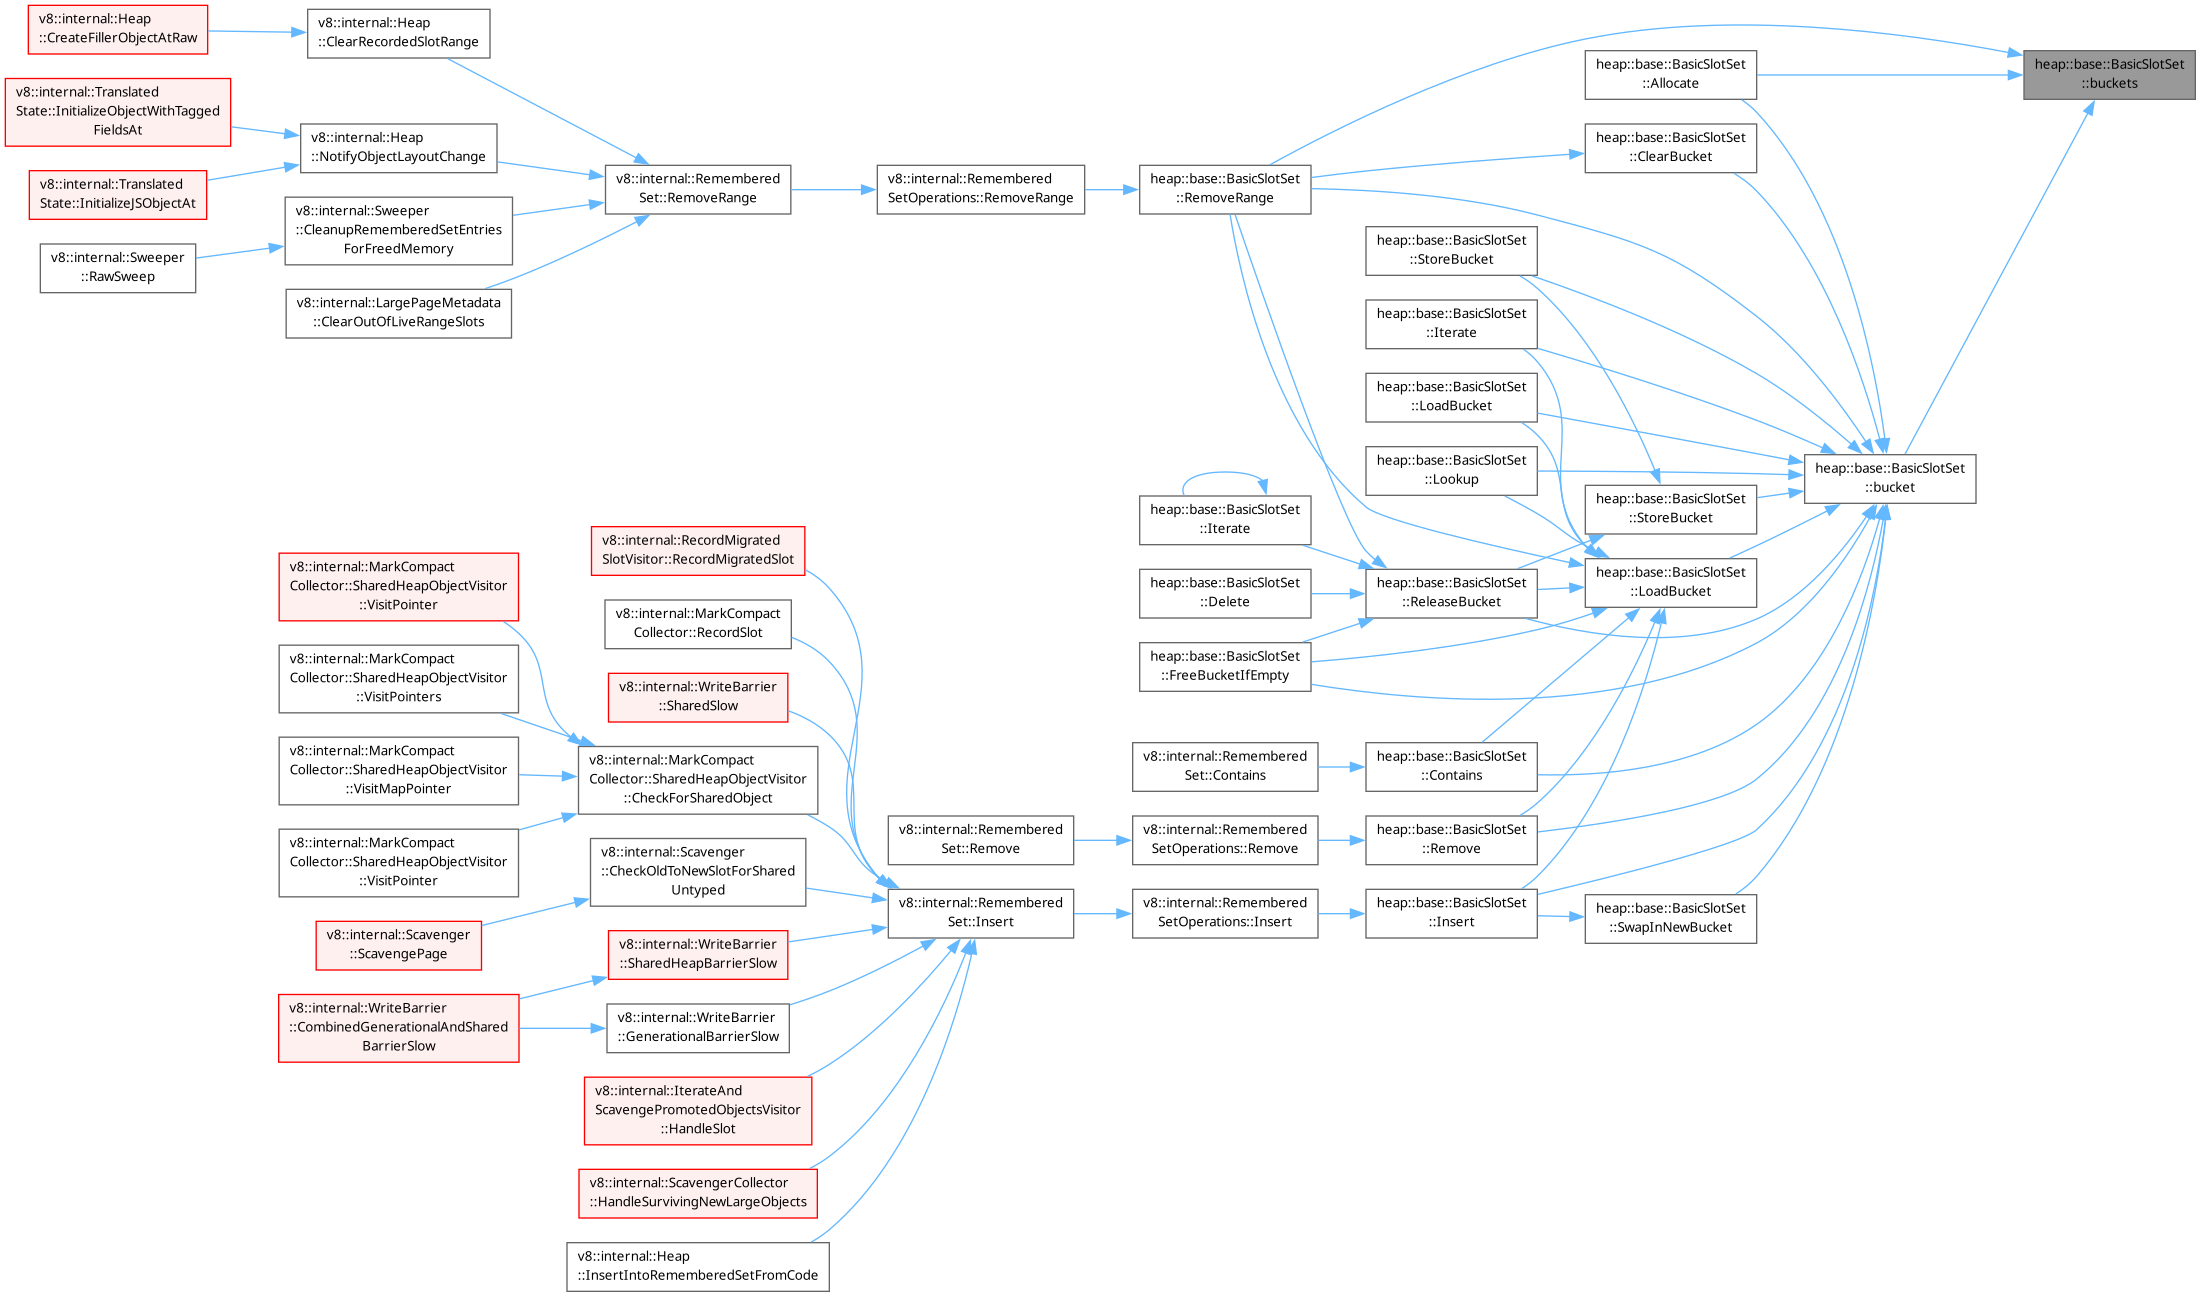 v8::internal::Heap
::CreateFillerObjectAtRaw
v8::internal::Translated
State::InitializeObjectWithTagged
FieldsAt
v8::internal::Translated
State::InitializeJSObjectAt
v8::internal::Sweeper
::RawSweep
v8::internal::Heap
::ClearRecordedSlotRange
v8::internal::Heap
::NotifyObjectLayoutChange
v8::internal::Sweeper
::CleanupRememberedSetEntries
ForFreedMemory
v8::internal::LargePageMetadata
::ClearOutOfLiveRangeSlots
v8::internal::Remembered
Set::RemoveRange
v8::internal::Remembered
SetOperations::RemoveRange
heap::base::BasicSlotSet
::RemoveRange
heap::base::BasicSlotSet
::Allocate
heap::base::BasicSlotSet
::ClearBucket
heap::base::BasicSlotSet
::buckets
heap::base::BasicSlotSet
::StoreBucket
heap::base::BasicSlotSet
::Iterate
heap::base::BasicSlotSet
::LoadBucket
heap::base::BasicSlotSet
::Lookup
heap::base::BasicSlotSet
::bucket
heap::base::BasicSlotSet
::StoreBucket
heap::base::BasicSlotSet
::LoadBucket
heap::base::BasicSlotSet
::Iterate
heap::base::BasicSlotSet
::Delete
heap::base::BasicSlotSet
::FreeBucketIfEmpty
heap::base::BasicSlotSet
::ReleaseBucket
v8::internal::MarkCompact
Collector::SharedHeapObjectVisitor
::VisitPointer
v8::internal::MarkCompact
Collector::SharedHeapObjectVisitor
::VisitPointers
v8::internal::MarkCompact
Collector::SharedHeapObjectVisitor
::VisitMapPointer
v8::internal::MarkCompact
Collector::SharedHeapObjectVisitor
::VisitPointer
v8::internal::Scavenger
::ScavengePage
v8::internal::WriteBarrier
::CombinedGenerationalAndShared
BarrierSlow
v8::internal::RecordMigrated
SlotVisitor::RecordMigratedSlot
v8::internal::MarkCompact
Collector::RecordSlot
v8::internal::WriteBarrier
::SharedSlow
v8::internal::MarkCompact
Collector::SharedHeapObjectVisitor
::CheckForSharedObject
v8::internal::Scavenger
::CheckOldToNewSlotForShared
Untyped
v8::internal::WriteBarrier
::SharedHeapBarrierSlow
v8::internal::WriteBarrier
::GenerationalBarrierSlow
v8::internal::IterateAnd
ScavengePromotedObjectsVisitor
::HandleSlot
v8::internal::ScavengerCollector
::HandleSurvivingNewLargeObjects
v8::internal::Heap
::InsertIntoRememberedSetFromCode
v8::internal::Remembered
Set::Remove
v8::internal::Remembered
Set::Insert
v8::internal::Remembered
Set::Contains
v8::internal::Remembered
SetOperations::Remove
v8::internal::Remembered
SetOperations::Insert
heap::base::BasicSlotSet
::Contains
heap::base::BasicSlotSet
::Remove
heap::base::BasicSlotSet
::Insert
heap::base::BasicSlotSet
::SwapInNewBucket